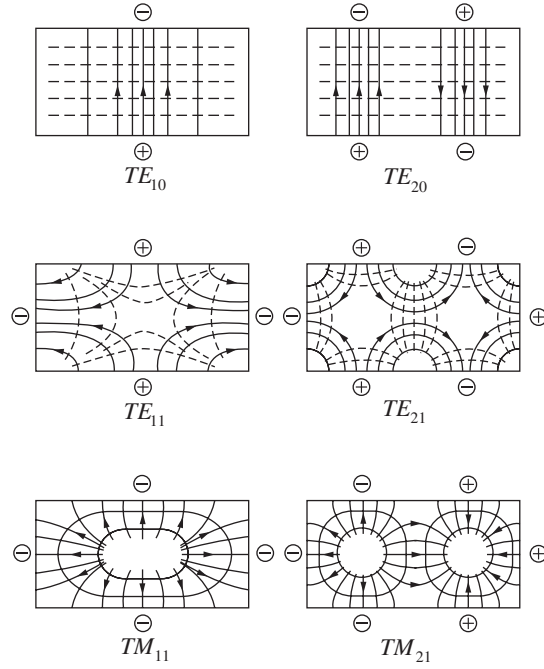 ⊖ ⊖ ⊕
⊕ ⊕ ⊖
TE₁₀ TE₂₀
⊕ ⊕ ⊖
⊖ ⊖ ⊖ ⊕
⊕ ⊕ ⊖
TE₁₁ TE₂₁
⊖ ⊖ ⊕
⊖ ⊖ ⊖ ⊕
⊖ ⊖ ⊕
TM₁₁ TM₂₁